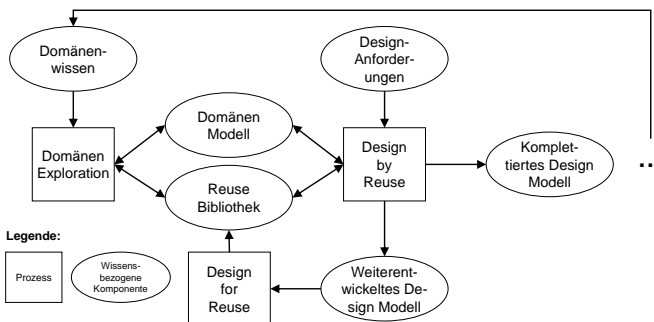 Domänen-
wissen
Design-
Anforder-
ungen
Domänen
Modell
Domänen
Exploration
Design
by
Reuse
Komplet-
tiertes Design
Modell
..
Reuse
Bibliothek
Legende:
Prozess
Wissens-
bezogene
Komponente
Design
for
Reuse
Weiterent-
wickeltes De-
sign Modell